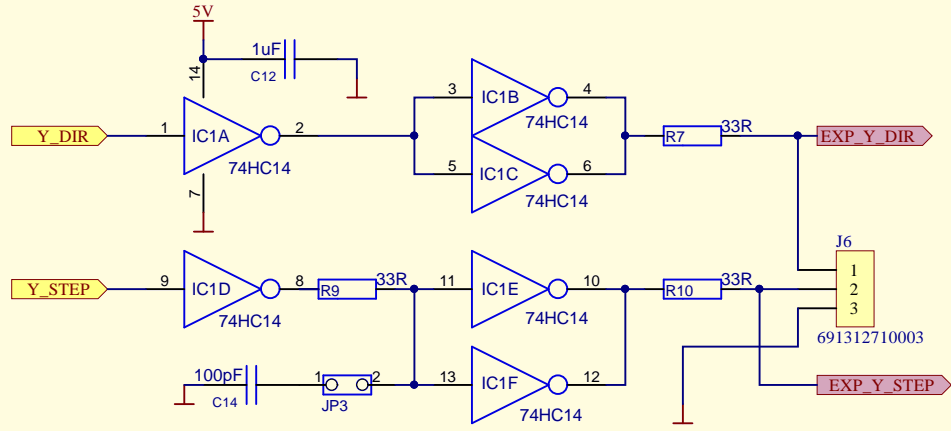 5V
1uF
C12
14
Y_DIR
1
IC1A
2
74HC14
7
3
IC1B
4
74HC14
5
IC1C
6
74HC14
R7
33R
EXP_Y_DIR
J6
1
2
3
691312710003
Y_STEP
9
IC1D
8
74HC14
R9
33R
11
IC1E
10
74HC14
R10
33R
100pF
C14
1
2
JP3
13
IC1F
12
74HC14
EXP_Y_STEP